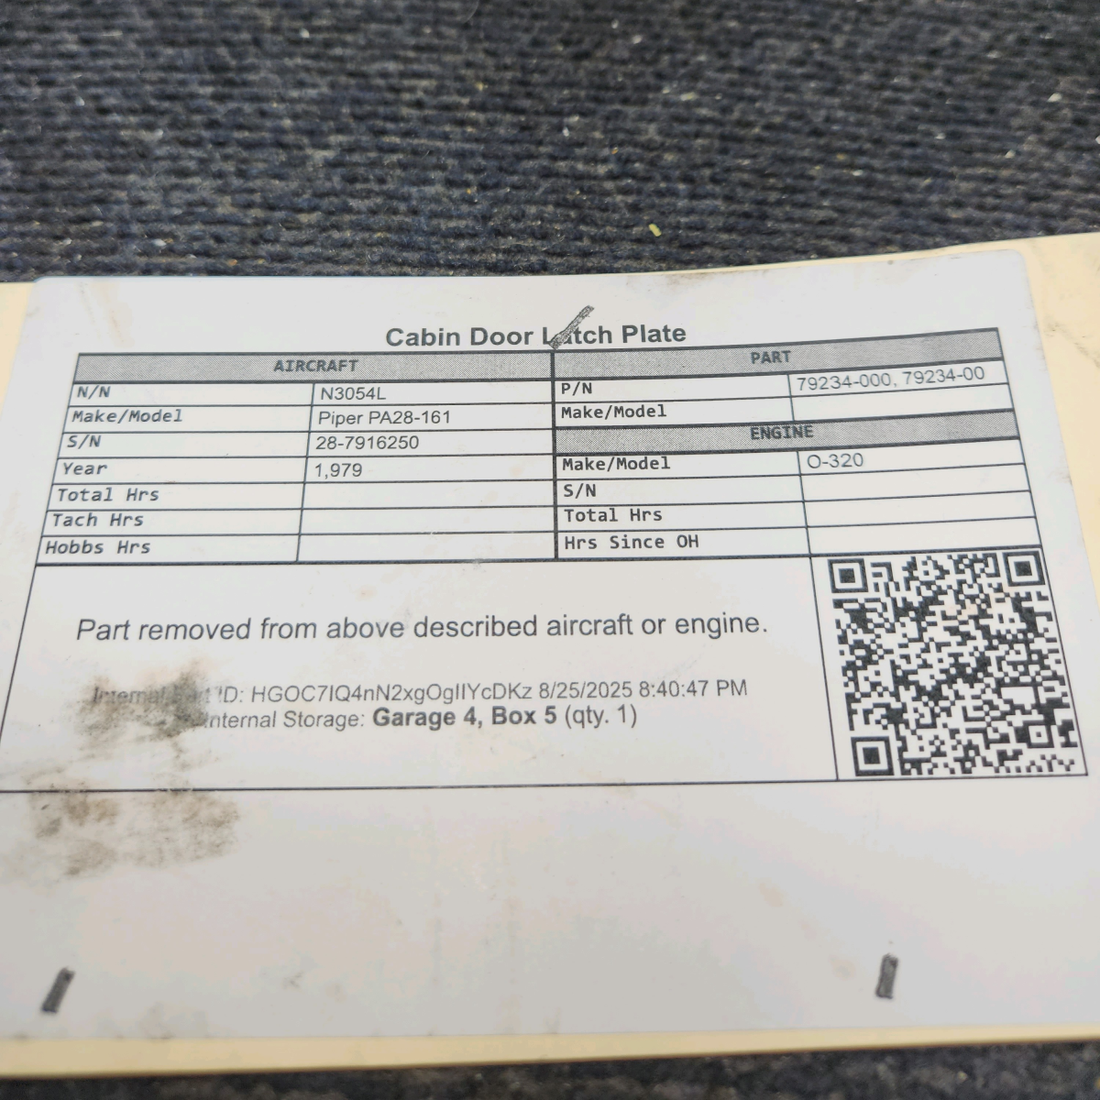 Cabin Door Latch Plate
AIRCRAFT
N/N N3054L
Make/Model Piper PA28-161
S/N 28-7916250
Year 1,979
Total Hrs
Tach Hrs
Hobbs Hrs
PART
P/N 79234-000, 79234-00
Make/Model
ENGINE
Make/Model O-320
S/N
Total Hrs
Hrs Since OH
Part removed from above described aircraft or engine.
Internal Part ID: HGOC7IQ4nN2xgOgIIYcDKz 8/25/2025 8:40:47 PM
Internal Storage: Garage 4, Box 5 (qty. 1)